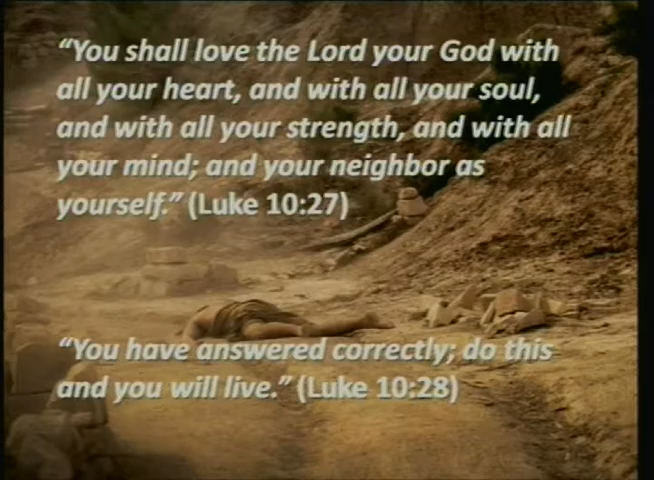 “You shall love the Lord your God with
all your heart, and with all your soul,
and with all your strength, and with all
your mind; and your neighbor as
yourself.” (Luke 10:27)
“You have answered correctly; do this
and you will live.” (Luke 10:28)